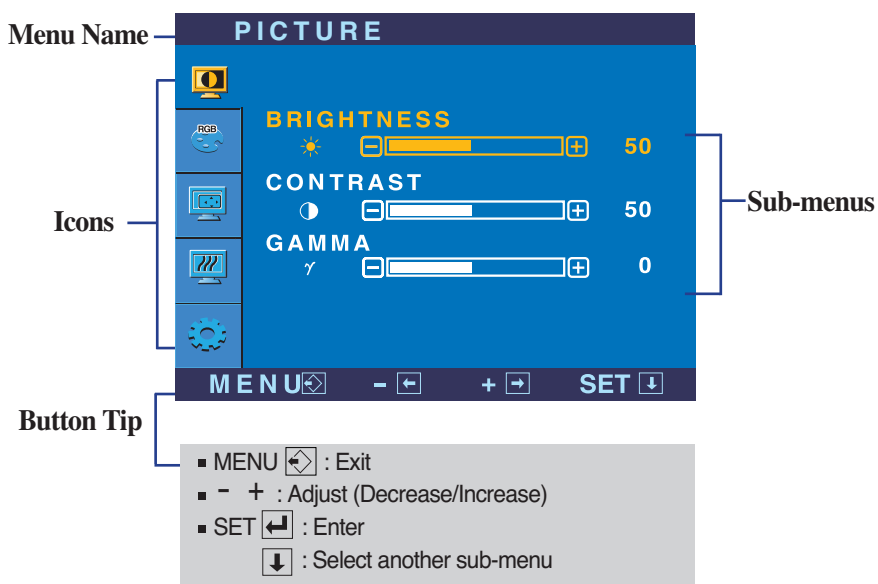 Menu Name
PICTURE
RGB
BRIGHTNESS
50
CONTRAST
50
GAMMA
γ
0
Icons
Sub-menus
MENU - + SET
Button Tip
▪ MENU : Exit
▪ - + : Adjust (Decrease/Increase)
▪ SET : Enter
: Select another sub-menu